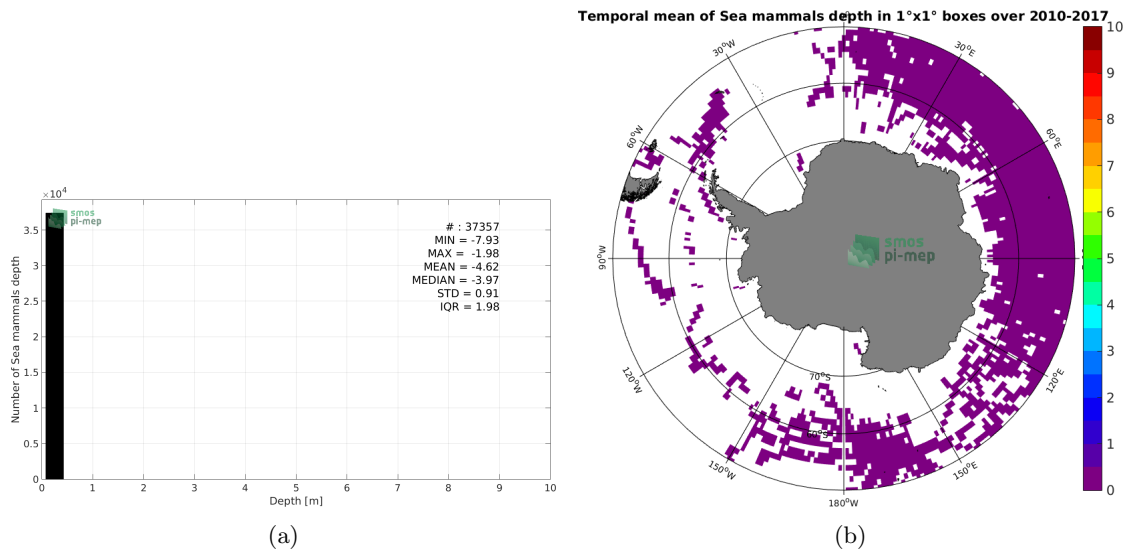 Temporal mean of Sea mammals depth in 1°x1° boxes over 2010-2017
×10⁴
3.5
3
2.5
2
1.5
1
0.5
0
Number of Sea mammals depth
smos
pi-mep
# : 37357
MIN = -7.93
MAX = -1.98
MEAN = -4.62
MEDIAN = -3.97
STD = 0.91
IQR = 1.98
0 1 2 3 4 5 6 7 8 9 10
Depth [m]
(a)
30°W
30°E
60°W
60°E
90°W
120°W
120°E
150°W
150°E
180°W
70°S
60°S
smos
pi-mep
10
9
8
7
6
5
4
3
2
1
0
(b)